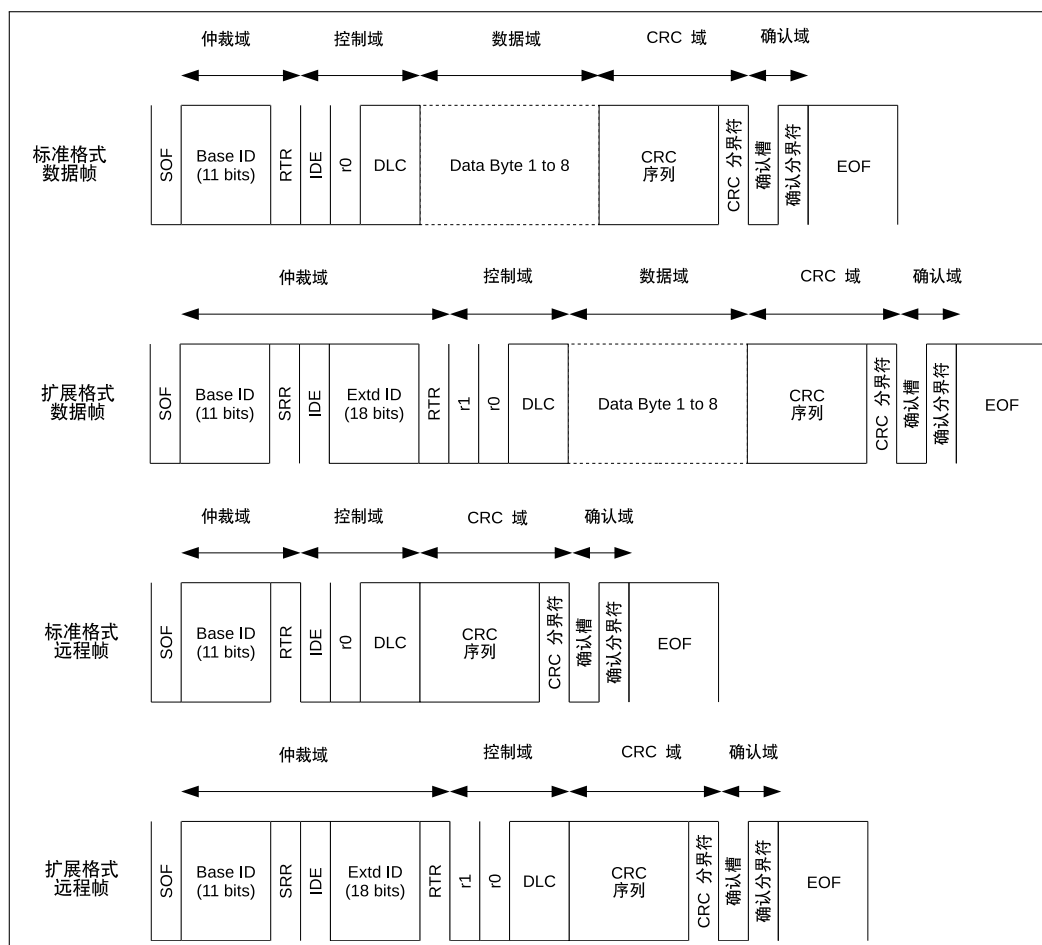 仲裁域 控制域 数据域 CRC 域 确认域
标准格式
数据帧
SOF
Base ID
(11 bits)
RTR
IDE
r0
DLC
Data Byte 1 to 8
CRC
序列
CRC 分界符
确认槽
确认分界符
EOF
仲裁域 控制域 数据域 CRC 域 确认域
扩展格式
数据帧
SOF
Base ID
(11 bits)
SRR
IDE
Extd ID
(18 bits)
RTR
r1
r0
DLC
Data Byte 1 to 8
CRC
序列
CRC 分界符
确认槽
确认分界符
EOF
仲裁域 控制域 CRC 域 确认域
标准格式
远程帧
SOF
Base ID
(11 bits)
RTR
IDE
r0
DLC
CRC
序列
CRC 分界符
确认槽
确认分界符
EOF
仲裁域 控制域 CRC 域 确认域
扩展格式
远程帧
SOF
Base ID
(11 bits)
SRR
IDE
Extd ID
(18 bits)
RTR
r1
r0
DLC
CRC
序列
CRC 分界符
确认槽
确认分界符
EOF